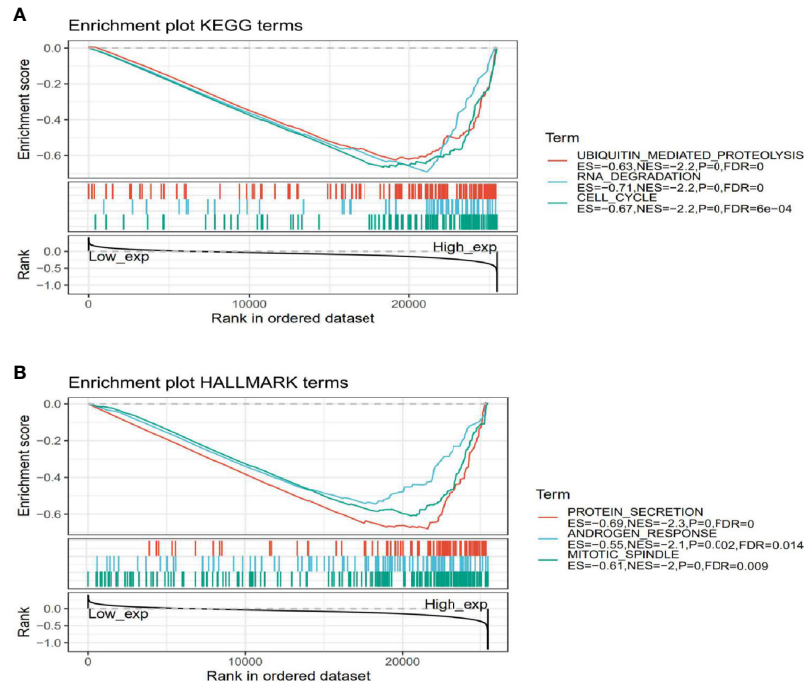 A
Enrichment plot KEGG terms
Enrichment score
0.0
−0.2
−0.4
−0.6
Rank
0.0
−0.5
−1.0
Low_exp
High_exp
0
10000
20000
Rank in ordered dataset
Term
UBIQUITIN_MEDIATED_PROTEOLYSIS
ES=−0.63,NES=−2.2,P=0,FDR=0
RNA_DEGRADATION
ES=−0.71,NES=−2.2,P=0,FDR=0
CELL_CYCLE
ES=−0.67,NES=−2.2,P=0,FDR=6e−04
B
Enrichment plot HALLMARK terms
Enrichment score
0.0
−0.2
−0.4
−0.6
Rank
0.0
−0.5
−1.0
Low_exp
High_exp
0
10000
20000
Rank in ordered dataset
Term
PROTEIN_SECRETION
ES=−0.69,NES=−2.3,P=0,FDR=0
ANDROGEN_RESPONSE
ES=−0.55,NES=−2.1,P=0.002,FDR=0.014
MITOTIC_SPINDLE
ES=−0.61,NES=−2,P=0,FDR=0.009